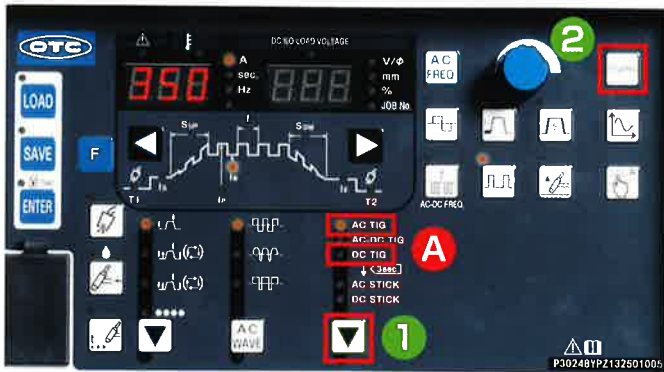 OTC
DC NO LOAD VOLTAGE
2
350
A
sec.
Hz
888
V/Φ
mm
%
JOB No.
AC
FREQ.
LOAD
SAVE
ENTER
F
T1
Ip
T2
AC-DC FREQ.
AC TIG
AC-DC TIG
DC TIG
A
3sec
AC STICK
DC STICK
AC
WAVE
1
P30248YPZ132501005